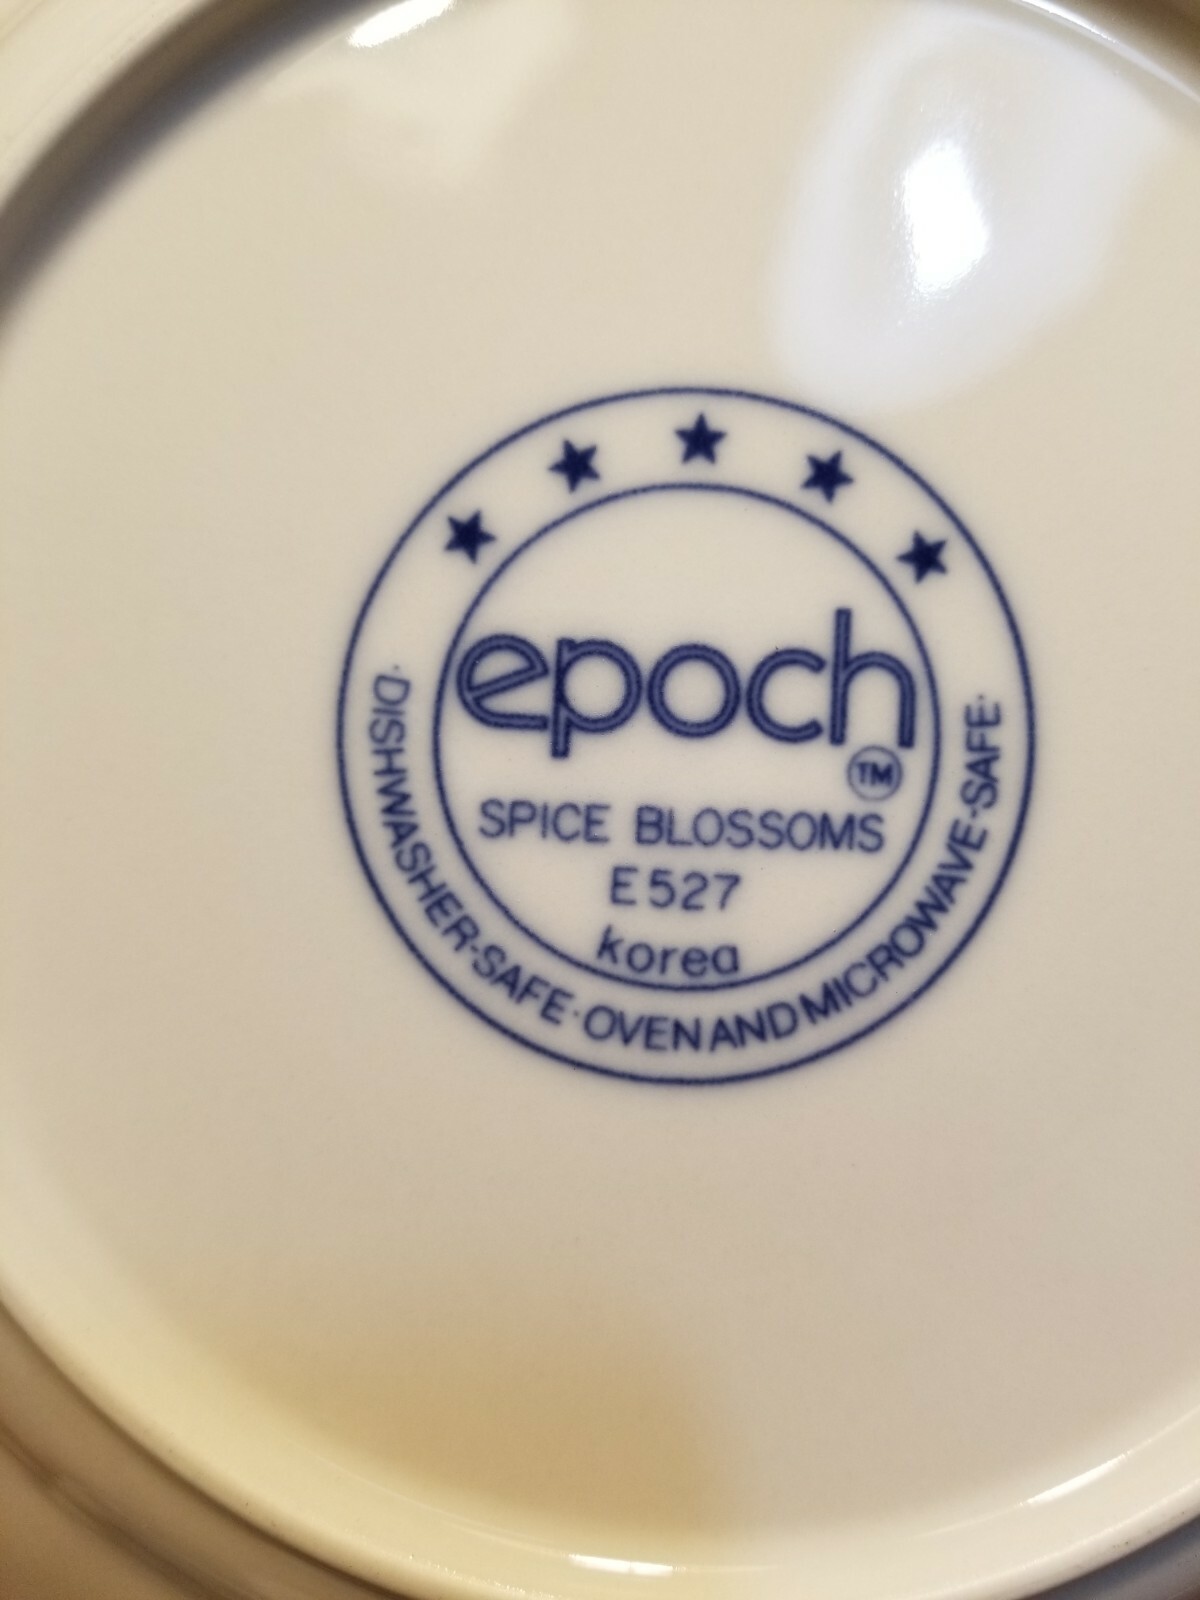 epoch
TM
SPICE BLOSSOMS
E527
korea
·DISHWASHER-SAFE·OVEN AND MICROWAVE-SAFE·